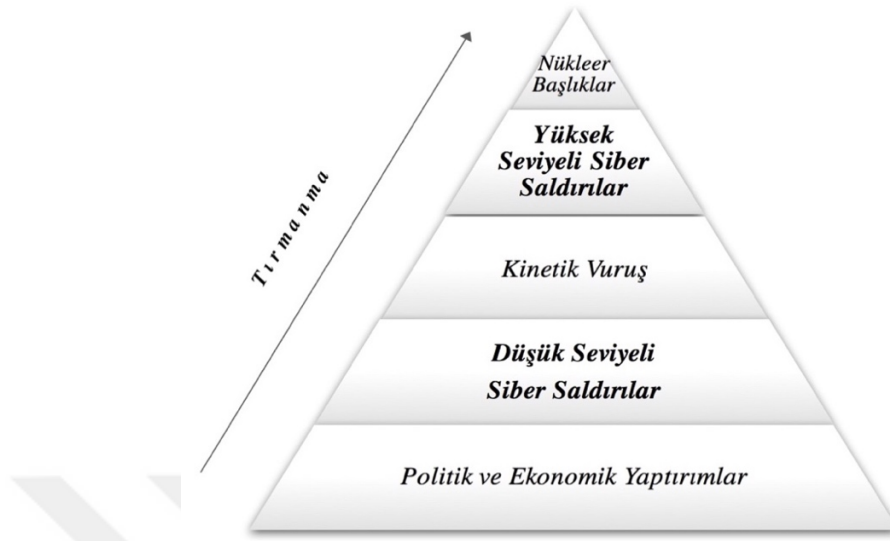 Nükleer
Başlıklar
Yüksek
Seviyeli Siber
Saldırılar
Tırmanma
Kinetik Vuruş
Düşük Seviyeli
Siber Saldırılar
Politik ve Ekonomik Yaptırımlar